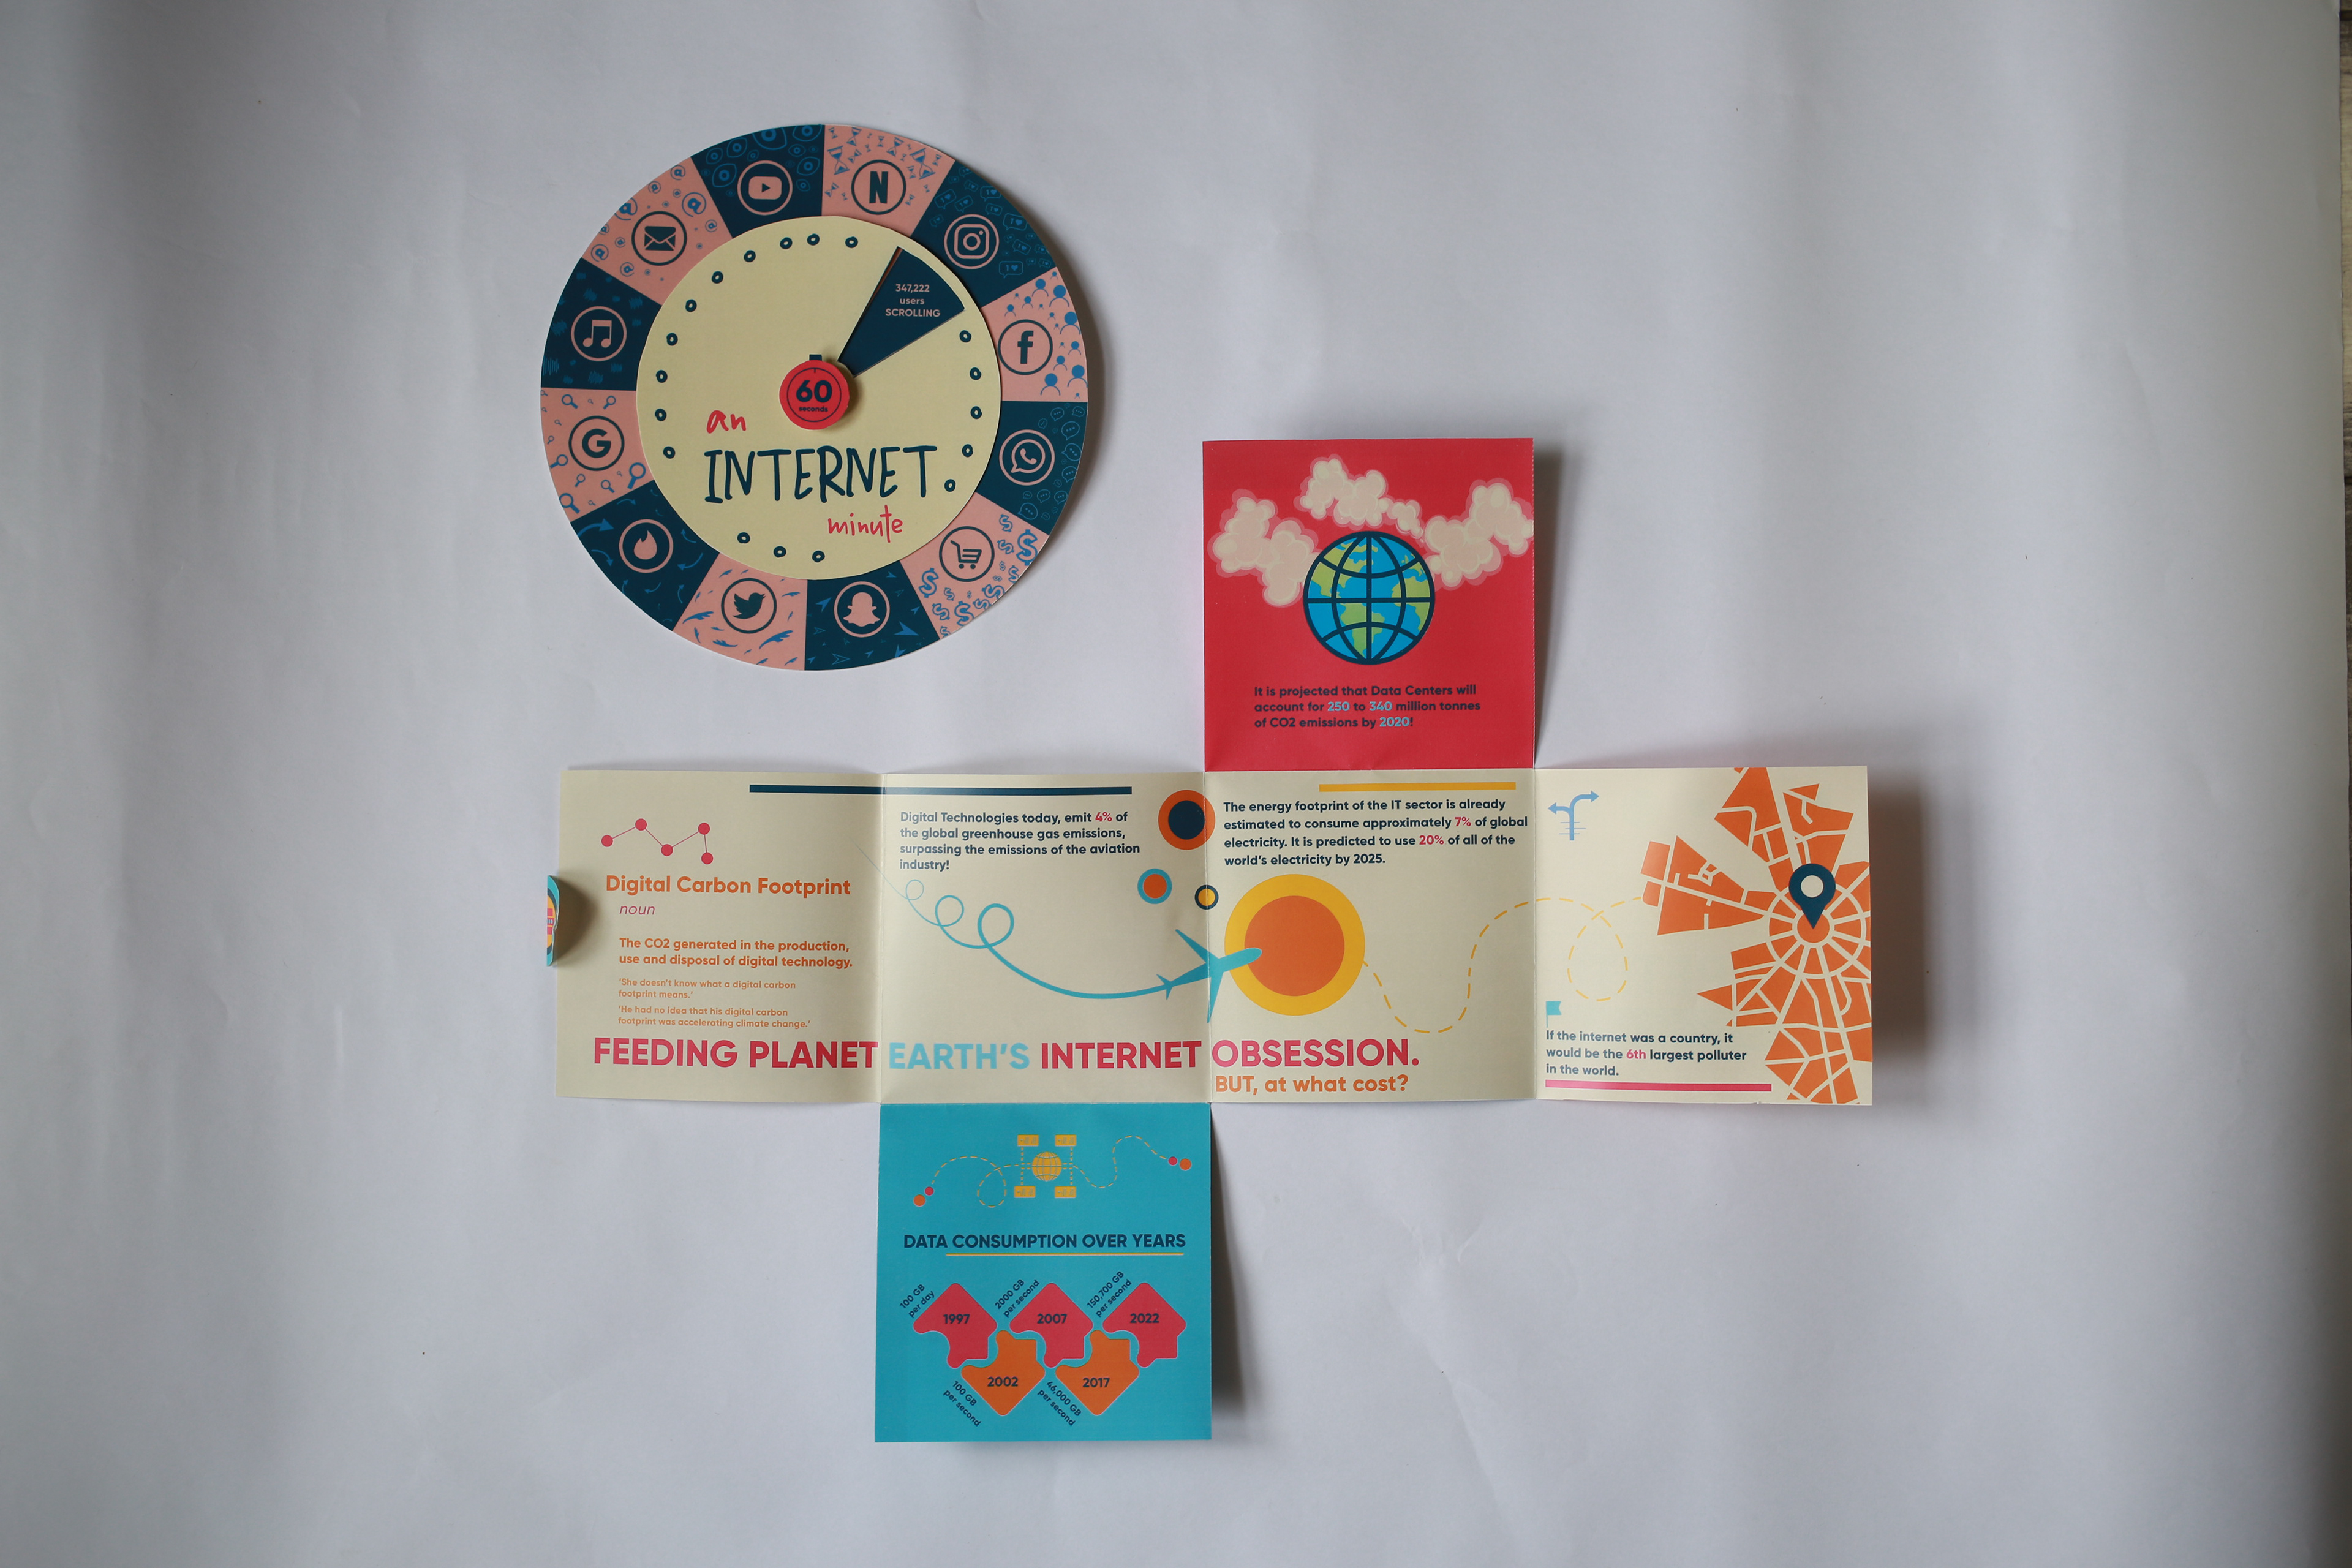 N
347,222
users
SCROLLING
f
60
seconds
an
INTERNET
minute
G
It is projected that Data Centers will
account for 250 to 340 million tonnes
of CO2 emissions by 2020!
Digital Carbon Footprint
noun
The CO2 generated in the production,
use and disposal of digital technology.
'She doesn't know what a digital carbon
footprint means.'
'He had no idea that his digital carbon
footprint was accelerating climate change.'
Digital Technologies today, emit 4% of
the global greenhouse gas emissions,
surpassing the emissions of the aviation
industry!
The energy footprint of the IT sector is already
estimated to consume approximately 7% of global
electricity. It is predicted to use 20% of all of the
world's electricity by 2025.
If the internet was a country, it
would be the 6th largest polluter
in the world.
FEEDING PLANET EARTH'S INTERNET OBSESSION.
BUT, at what cost?
DATA CONSUMPTION OVER YEARS
100 GB
per day
1997
2000 GB
per second
2007
150,700 GB
per second
2022
100 GB
per second
2002
46,000 GB
per second
2017